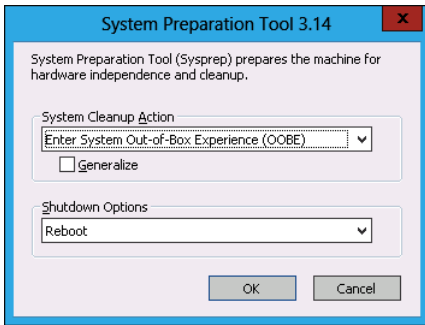 System Preparation Tool 3.14
x
System Preparation Tool (Sysprep) prepares the machine for
hardware independence and cleanup.
System Cleanup Action
Enter System Out-of-Box Experience (OOBE)
Generalize
Shutdown Options
Reboot
OK Cancel